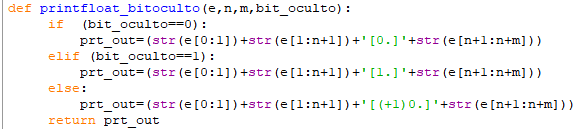 def printfloat_bitoculto(e,n,m,bit_oculto):
    if (bit_oculto==0):
        prt_out=(str(e[0:1])+str(e[1:n+1])+'[0.]'+str(e[n+1:n+m]))
    elif (bit_oculto==1):
        prt_out=(str(e[0:1])+str(e[1:n+1])+'[1.]'+str(e[n+1:n+m]))
    else:
        prt_out=(str(e[0:1])+str(e[1:n+1])+'[(+1)0.]'+str(e[n+1:n+m]))
    return prt_out